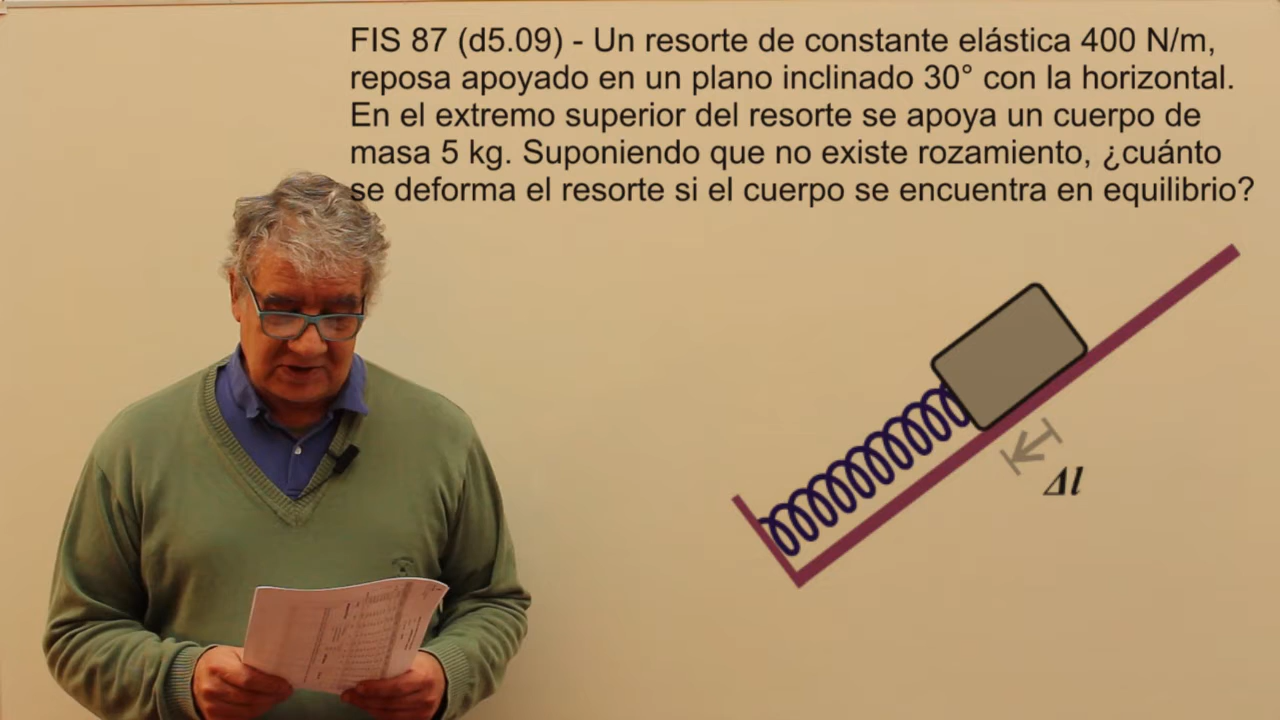 FIS 87 (d5.09) - Un resorte de constante elástica 400 N/m,
reposa apoyado en un plano inclinado 30° con la horizontal.
En el extremo superior del resorte se apoya un cuerpo de
masa 5 kg. Suponiendo que no existe rozamiento, ¿cuánto
se deforma el resorte si el cuerpo se encuentra en equilibrio?
Δl